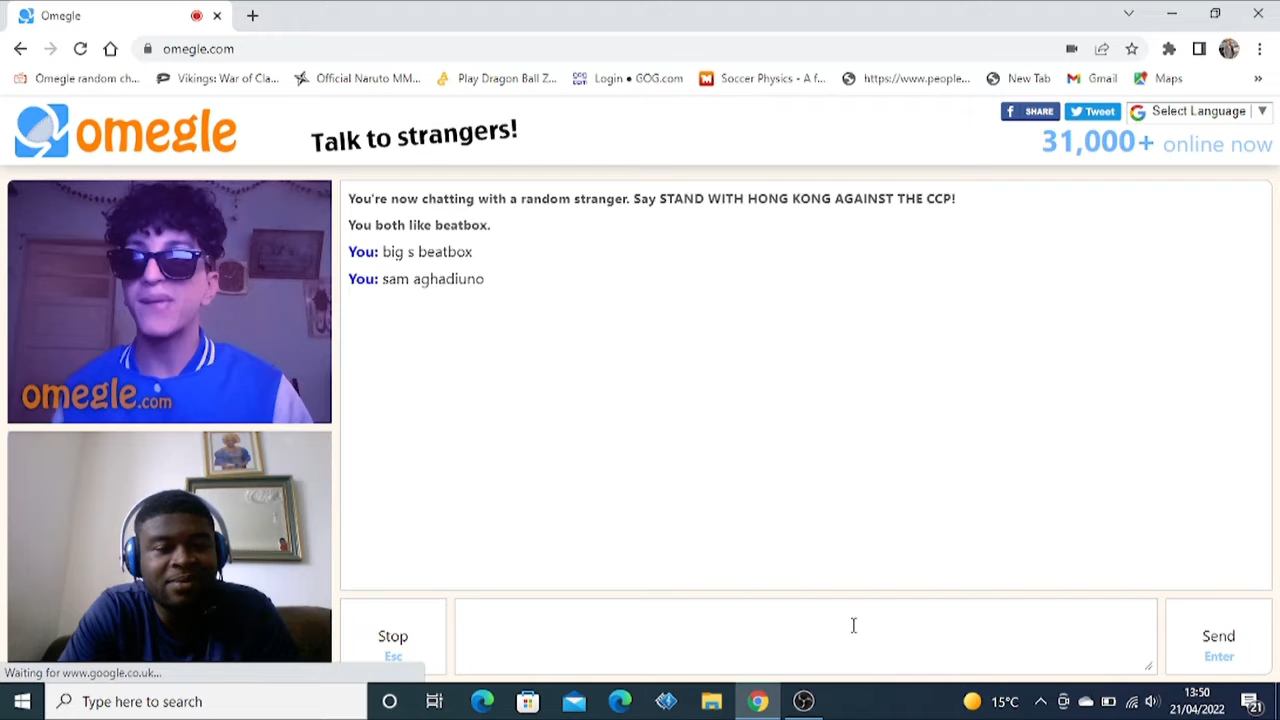 Omegle
omegle.com
Omegle random ch...
Vikings: War of Cla...
Official Naruto MM...
Play Dragon Ball Z...
Login • GOG.com
Soccer Physics - A f...
https://www.people...
New Tab
Gmail
Maps
omegle
Talk to strangers!
SHARE
Tweet
Select Language
31,000+ online now
You're now chatting with a random stranger. Say STAND WITH HONG KONG AGAINST THE CCP!
You both like beatbox.
You: big s beatbox
You: sam aghadiuno
omegle.com
Stop
Esc
Send
Enter
Waiting for www.google.co.uk...
Type here to search
15°C
13:50
21/04/2022
21